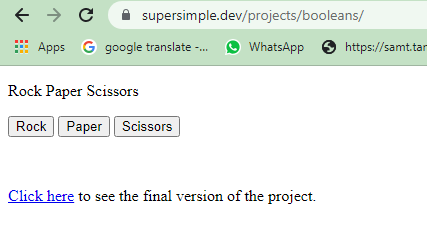 supersimple.dev/projects/booleans/
Apps google translate -... WhatsApp https://samt.tar
Rock Paper Scissors
Rock Paper Scissors
Click here to see the final version of the project.